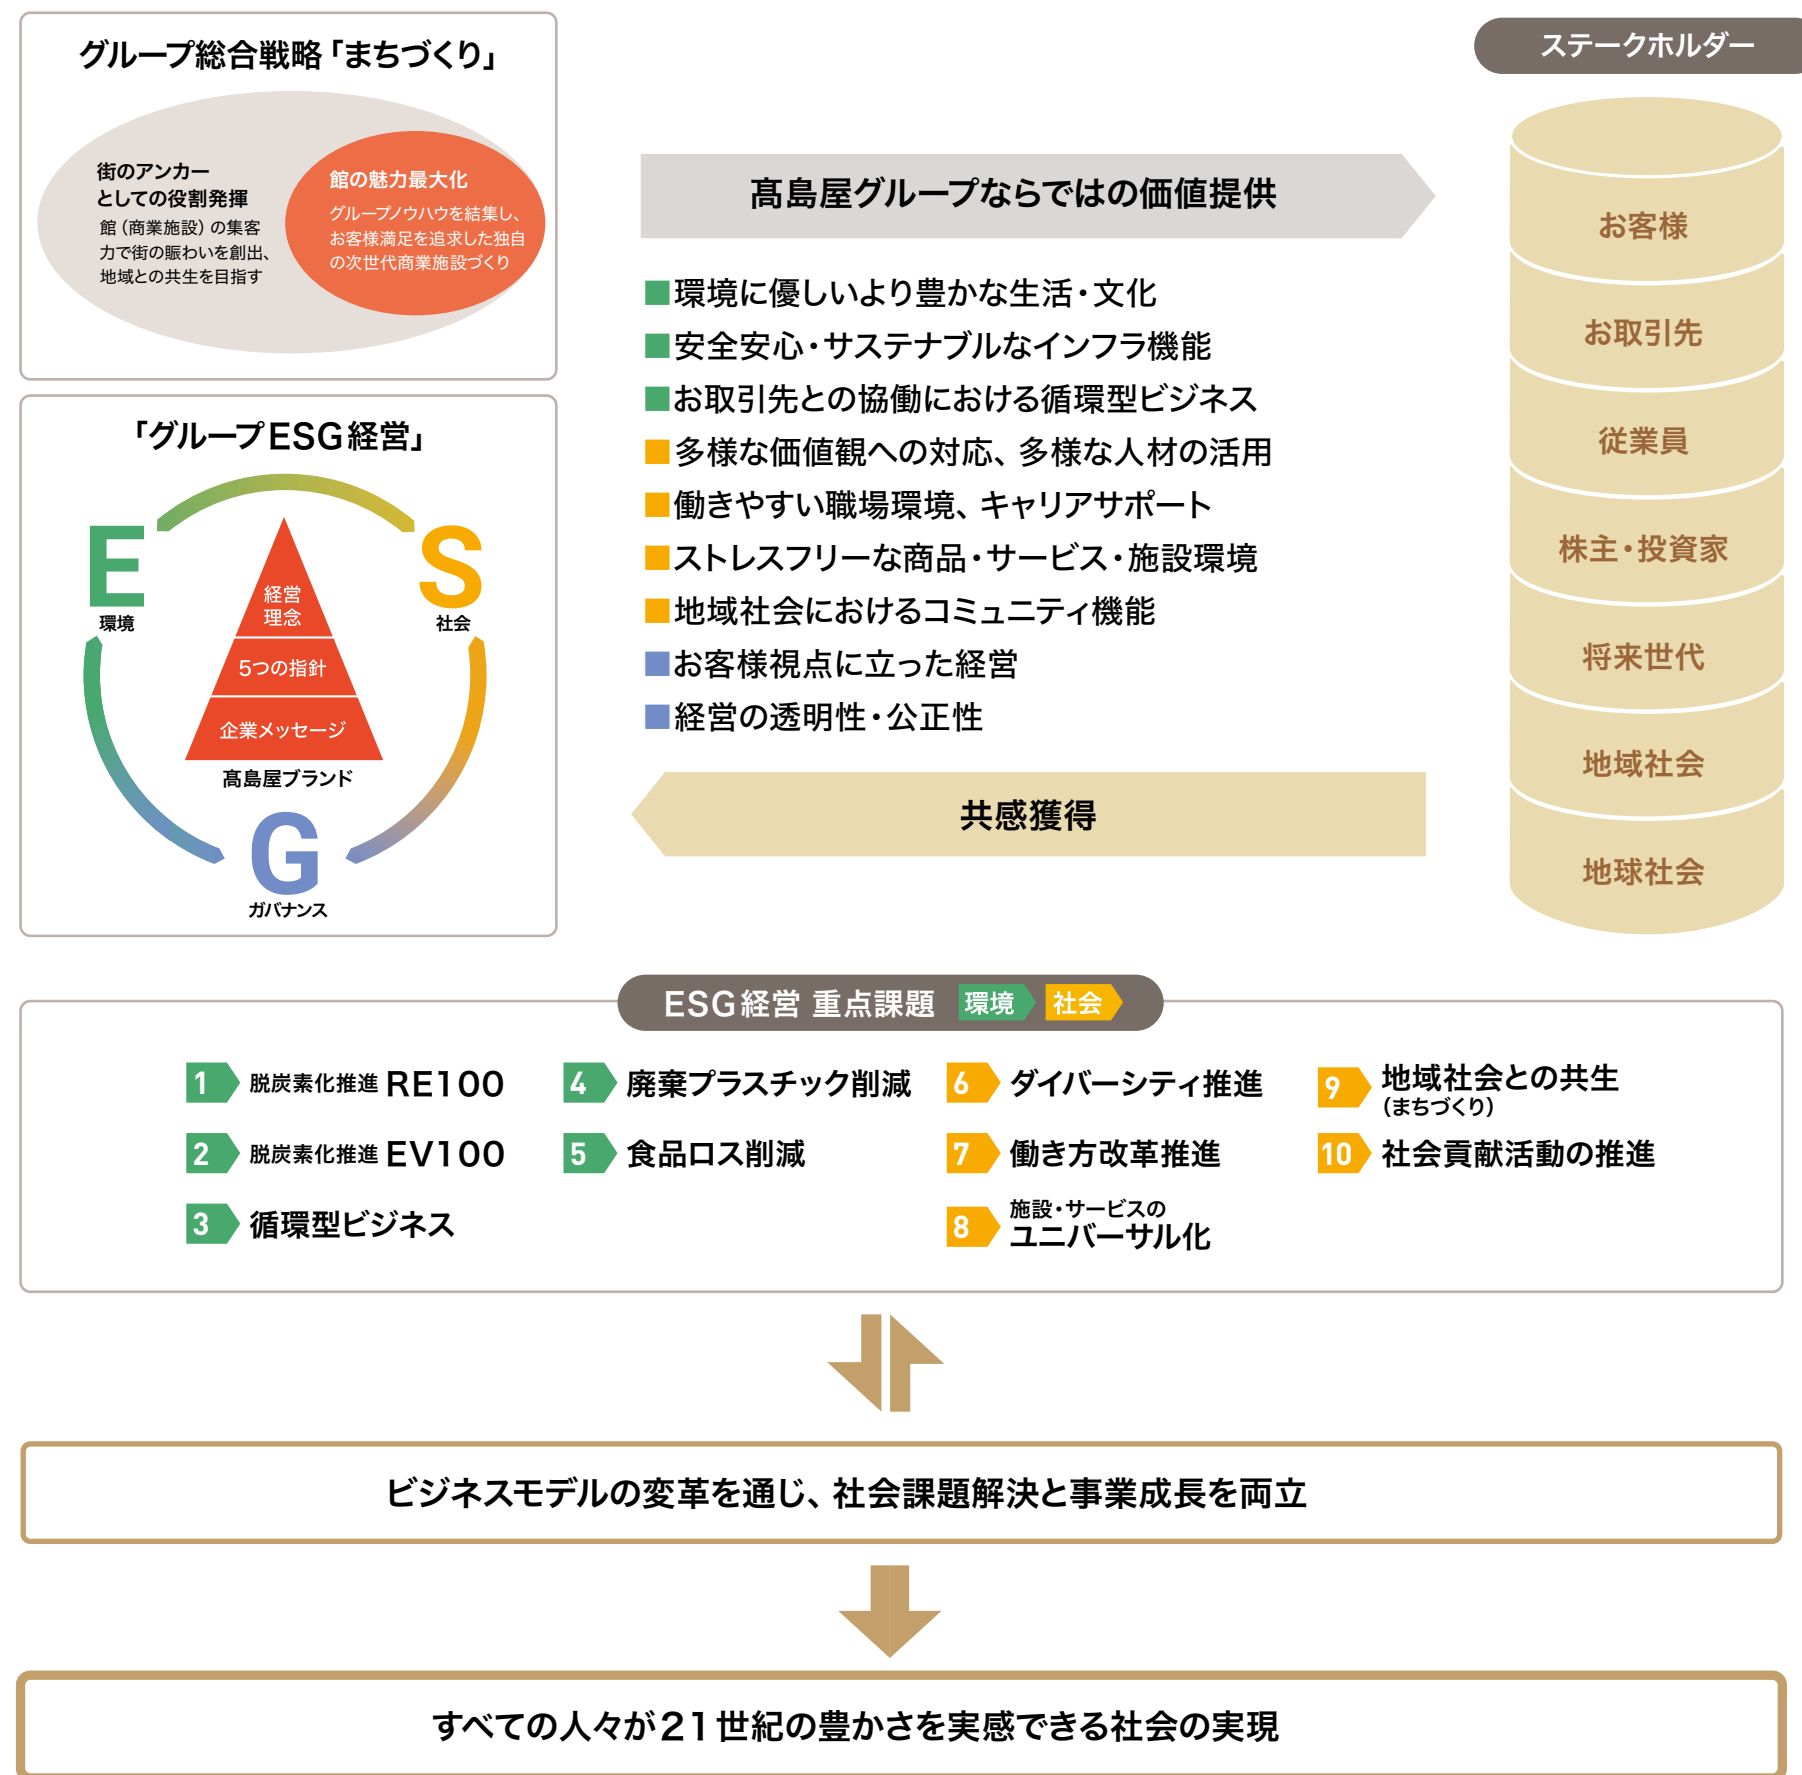 グループ総合戦略「まちづくり」
街のアンカー
としての役割発揮
館（商業施設）の集客
力で街の賑わいを創出、
地域との共生を目指す
館の魅力最大化
グループノウハウを結集し、
お客様満足を追求した独自
の次世代商業施設づくり
「グループESG経営」
E
環境
S
社会
経営
理念
5つの指針
企業メッセージ
髙島屋ブランド
G
ガバナンス
髙島屋グループならではの価値提供
■環境に優しいより豊かな生活・文化
■安全安心・サステナブルなインフラ機能
■お取引先との協働における循環型ビジネス
■多様な価値観への対応、多様な人材の活用
■働きやすい職場環境、キャリアサポート
■ストレスフリーな商品・サービス・施設環境
■地域社会におけるコミュニティ機能
■お客様視点に立った経営
■経営の透明性・公正性
共感獲得
ステークホルダー
お客様
お取引先
従業員
株主・投資家
将来世代
地域社会
地球社会
ESG経営 重点課題 環境 社会
1 脱炭素化推進 RE100
2 脱炭素化推進 EV100
3 循環型ビジネス
4 廃棄プラスチック削減
5 食品ロス削減
6 ダイバーシティ推進
7 働き方改革推進
8 施設・サービスの
ユニバーサル化
9 地域社会との共生
（まちづくり）
10 社会貢献活動の推進
ビジネスモデルの変革を通じ、社会課題解決と事業成長を両立
すべての人々が21世紀の豊かさを実感できる社会の実現